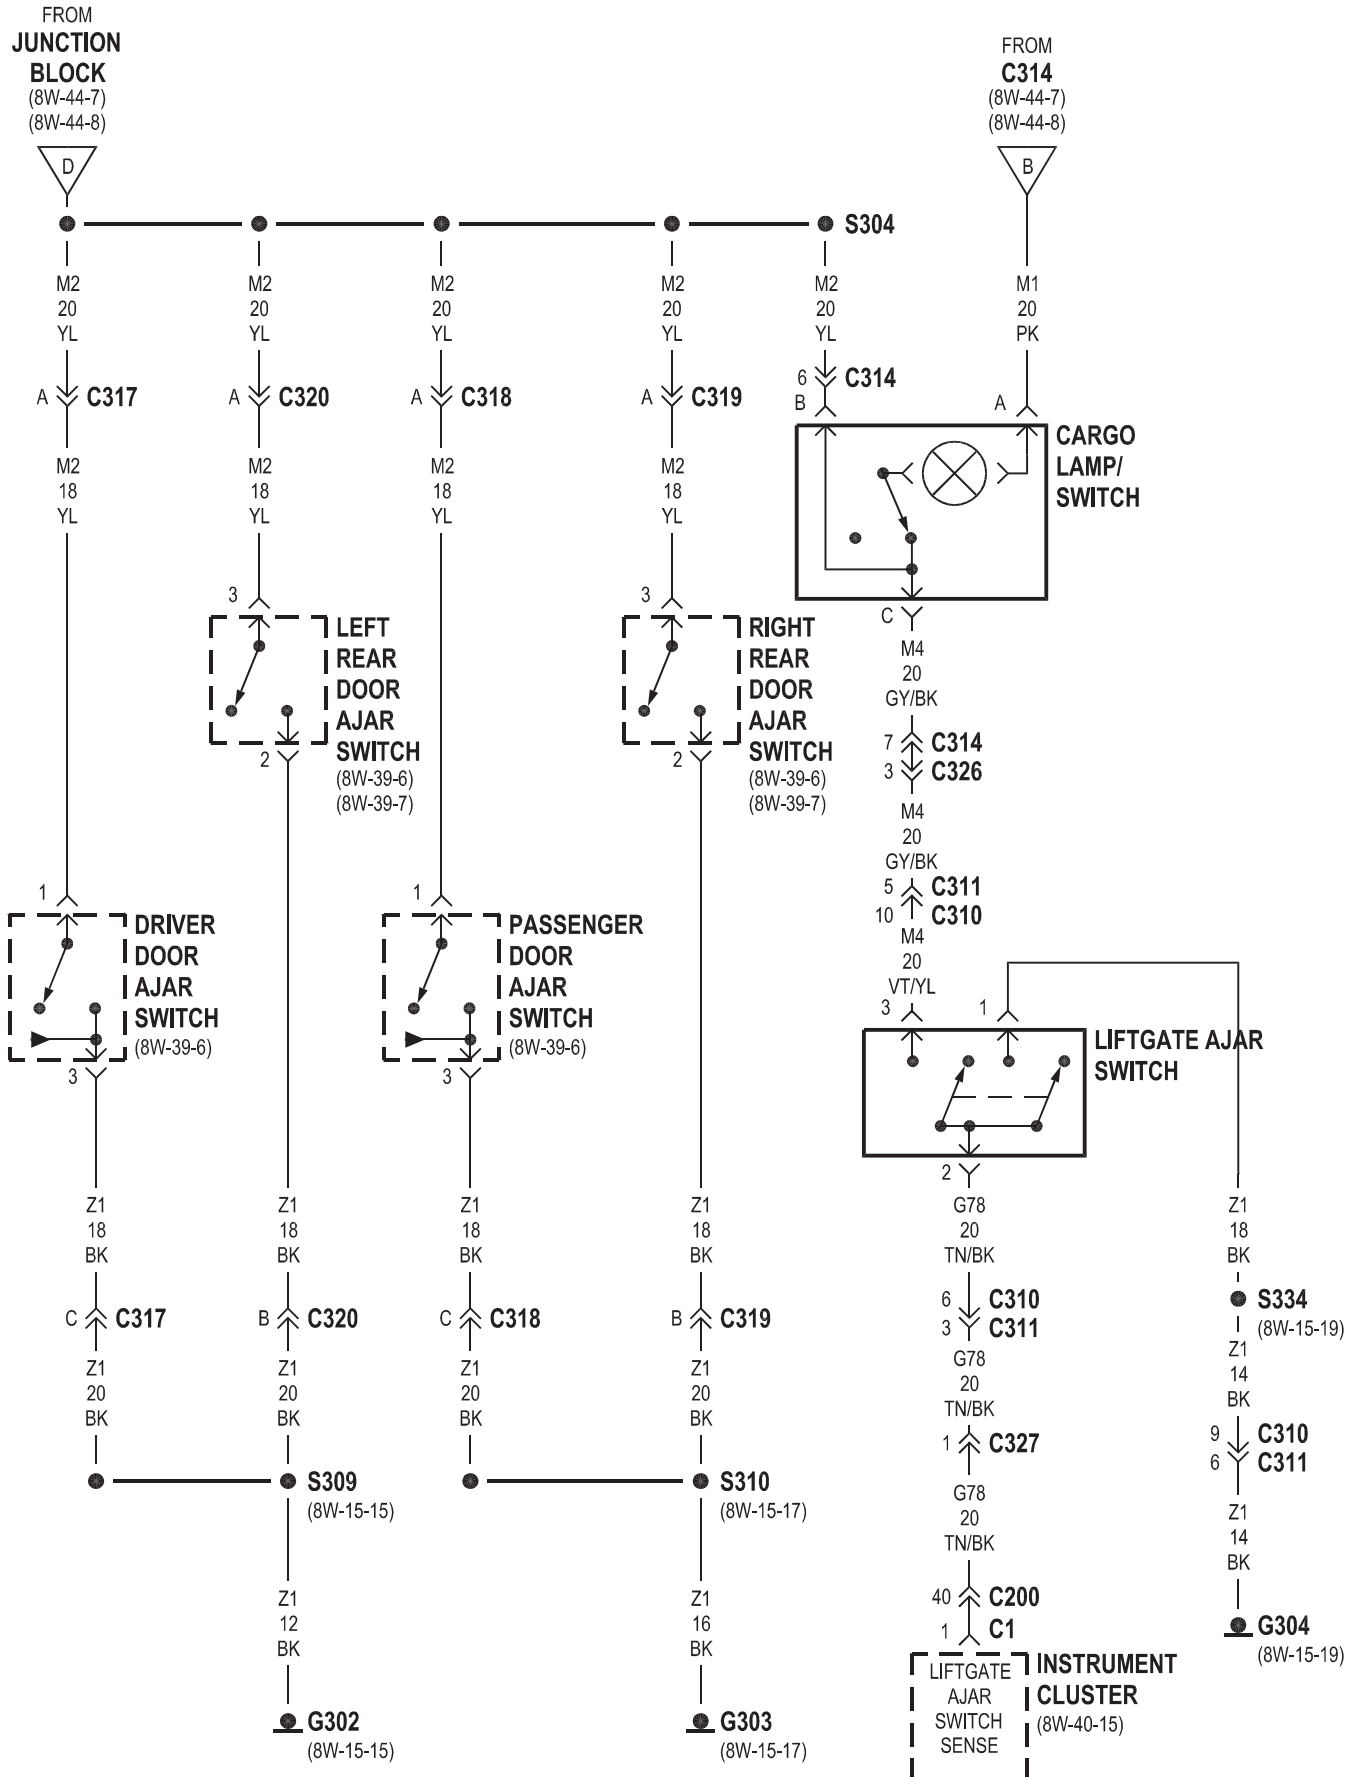 FROM
JUNCTION
BLOCK
(8W-44-7)
(8W-44-8)
D
FROM
C314
(8W-44-7)
(8W-44-8)
B
S304
M2
20
YL
M2
20
YL
M2
20
YL
M2
20
YL
M2
20
YL
M1
20
PK
A C317
A C320
A C318
A C319
6 C314
B
A
CARGO
LAMP/
SWITCH
M2
18
YL
M2
18
YL
M2
18
YL
M2
18
YL
3
LEFT
REAR
DOOR
AJAR
SWITCH
(8W-39-6)
(8W-39-7)
2
3
RIGHT
REAR
DOOR
AJAR
SWITCH
(8W-39-6)
(8W-39-7)
2
C
M4
20
GY/BK
7 C314
3 C326
M4
20
GY/BK
5 C311
10 C310
M4
20
VT/YL
3
1
LIFTGATE AJAR
SWITCH
2
1
DRIVER
DOOR
AJAR
SWITCH
(8W-39-6)
3
1
PASSENGER
DOOR
AJAR
SWITCH
(8W-39-6)
3
Z1
18
BK
Z1
18
BK
Z1
18
BK
Z1
18
BK
G78
20
TN/BK
Z1
18
BK
C C317
B C320
C C318
B C319
6 C310
3 C311
S334
(8W-15-19)
Z1
20
BK
Z1
20
BK
Z1
20
BK
Z1
20
BK
G78
20
TN/BK
Z1
14
BK
1 C327
9 C310
6 C311
S309
(8W-15-15)
S310
(8W-15-17)
G78
20
TN/BK
Z1
14
BK
Z1
12
BK
Z1
16
BK
40 C200
1 C1
G304
(8W-15-19)
LIFTGATE
AJAR
SWITCH
SENSE
INSTRUMENT
CLUSTER
(8W-40-15)
G302
(8W-15-15)
G303
(8W-15-17)